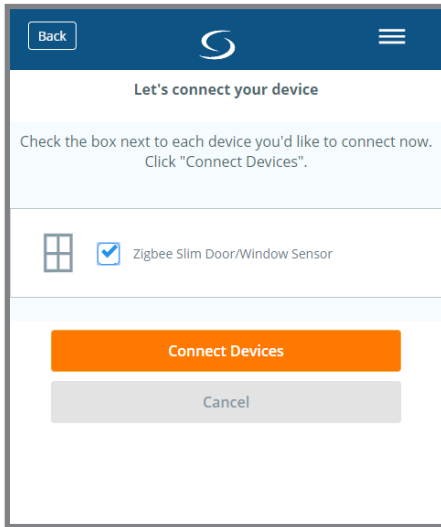 Back
Let's connect your device
Check the box next to each device you'd like to connect now.
Click "Connect Devices".
Zigbee Slim Door/Window Sensor
Connect Devices
Cancel